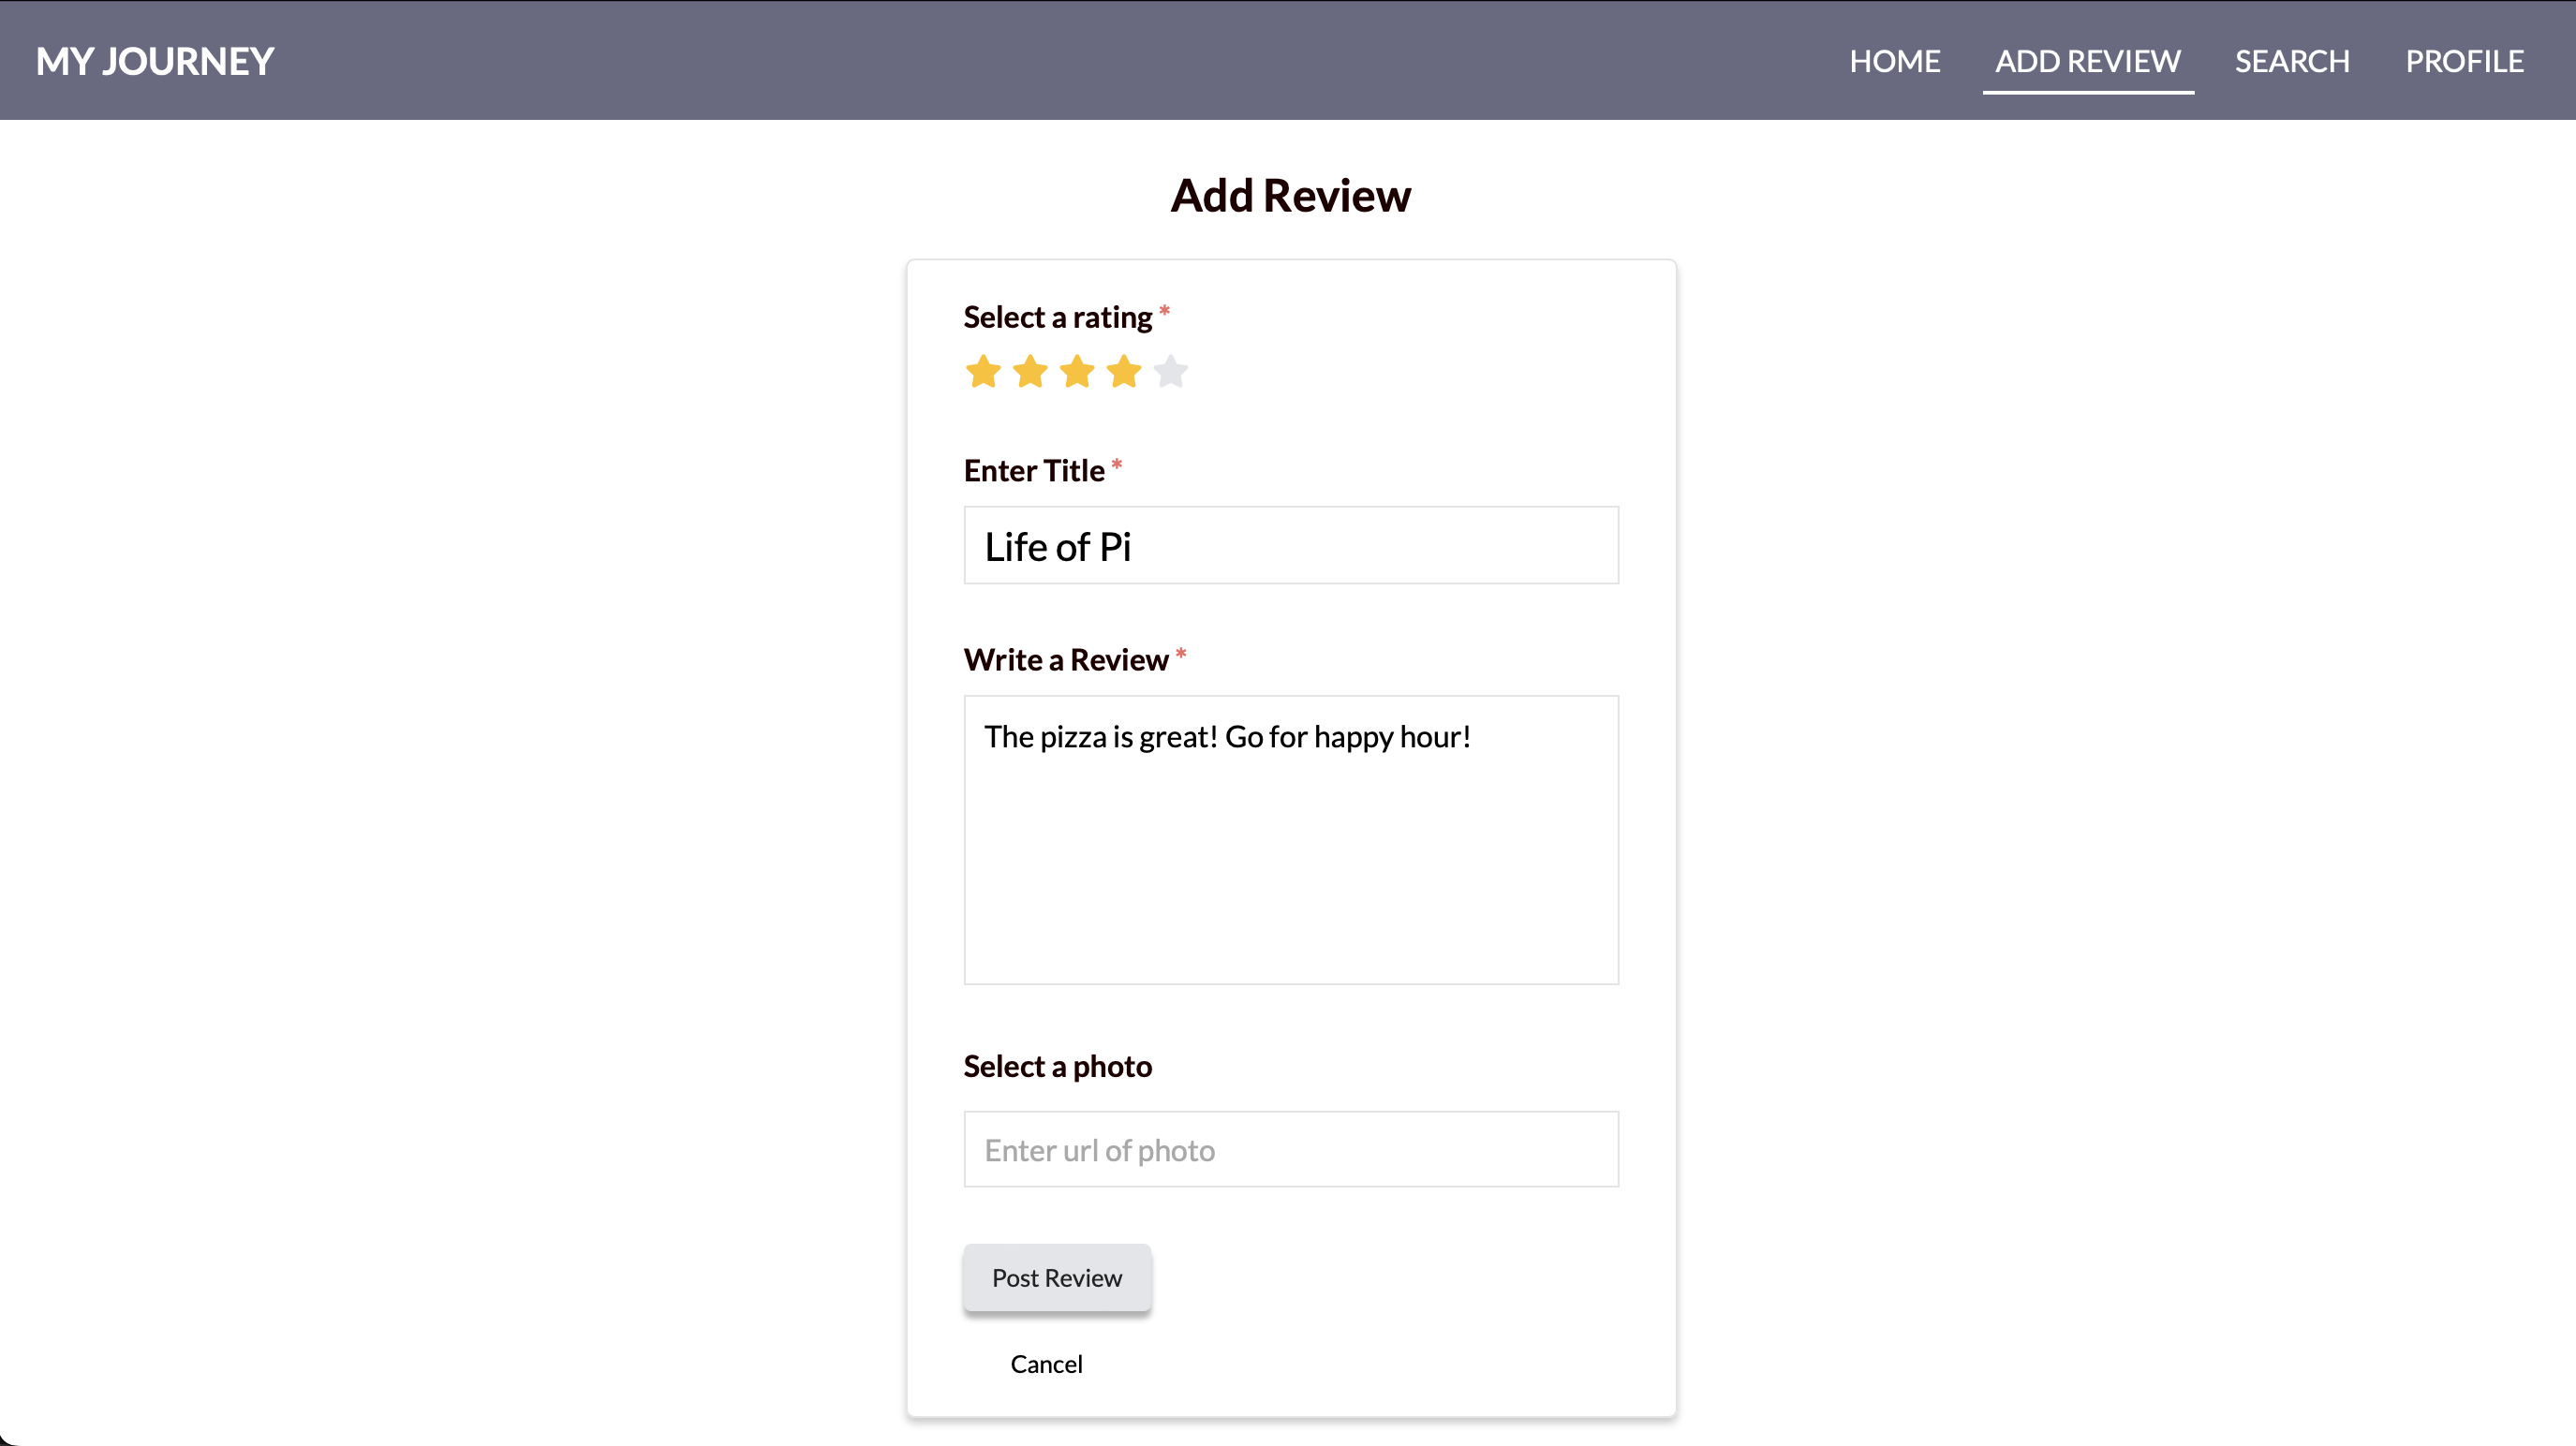 MY JOURNEY
HOME ADD REVIEW SEARCH PROFILE
Add Review
Select a rating *
Enter Title *
Life of Pi
Write a Review *
The pizza is great! Go for happy hour!
Select a photo
Enter url of photo
Post Review
Cancel